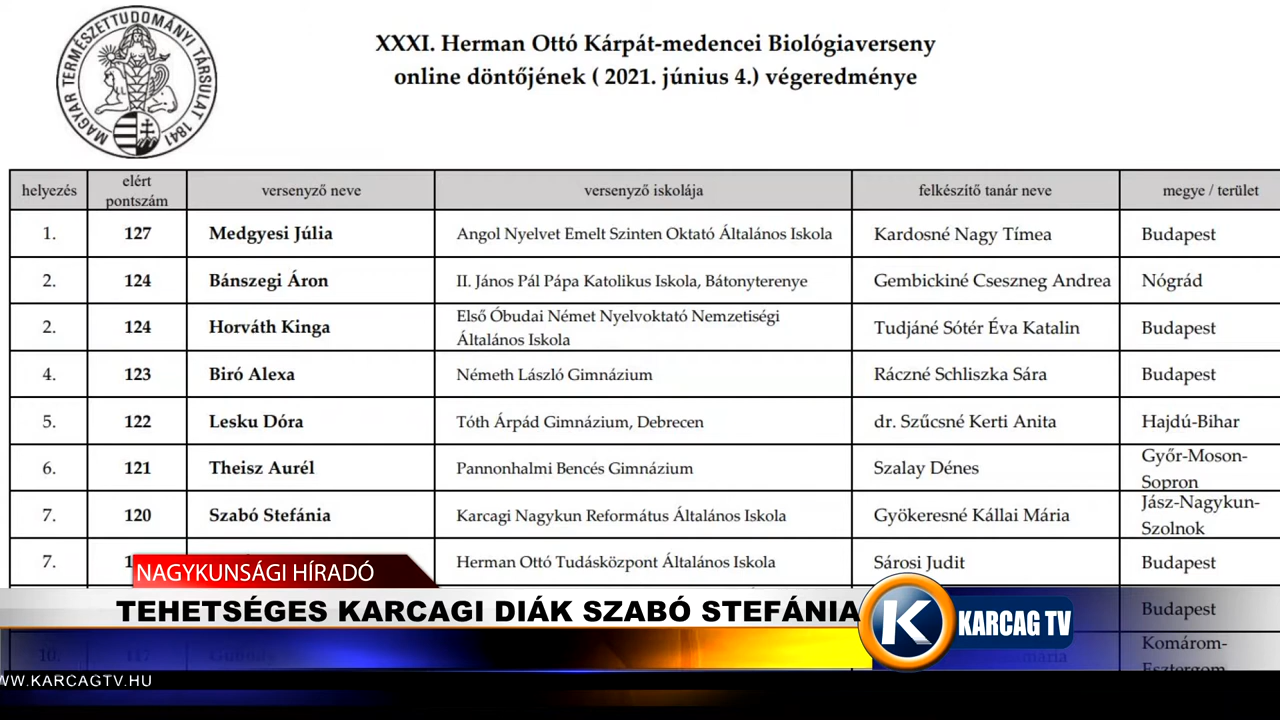 MAGYAR TERMÉSZETTUDOMÁNYI TÁRSULAT 1841
XXXI. Herman Ottó Kárpát-medencei Biológiaverseny
online döntőjének ( 2021. június 4.) végeredménye
helyezés elért pontszám versenyző neve versenyző iskolája felkészítő tanár neve megye / terület
1. 127 Medgyesi Júlia Angol Nyelvet Emelt Szinten Oktató Általános Iskola Kardosné Nagy Tímea Budapest
2. 124 Bánszegi Áron II. János Pál Pápa Katolikus Iskola, Bátonyterenye Gembickiné Cseszneg Andrea Nógrád
2. 124 Horváth Kinga Első Óbudai Német Nyelvoktató Nemzetiségi
Általános Iskola Tudjáné Sótér Éva Katalin Budapest
4. 123 Biró Alexa Németh László Gimnázium Ráczné Schliszka Sára Budapest
5. 122 Lesku Dóra Tóth Árpád Gimnázium, Debrecen dr. Szűcsné Kerti Anita Hajdú-Bihar
6. 121 Theisz Aurél Pannonhalmi Bencés Gimnázium Szalay Dénes Győr-Moson-
Sopron
7. 120 Szabó Stefánia Karcagi Nagykun Református Általános Iskola Gyökeresné Kállai Mária Jász-Nagykun-
Szolnok
7. Herman Ottó Tudásközpont Általános Iskola Sárosi Judit Budapest
NAGYKUNSÁGI HÍRADÓ
TEHETSÉGES KARCAGI DIÁK SZABÓ STEFÁNIA
K KARCAG TV
Budapest
10. 117 Komárom-
Esztergom
WWW.KARCAGTV.HU